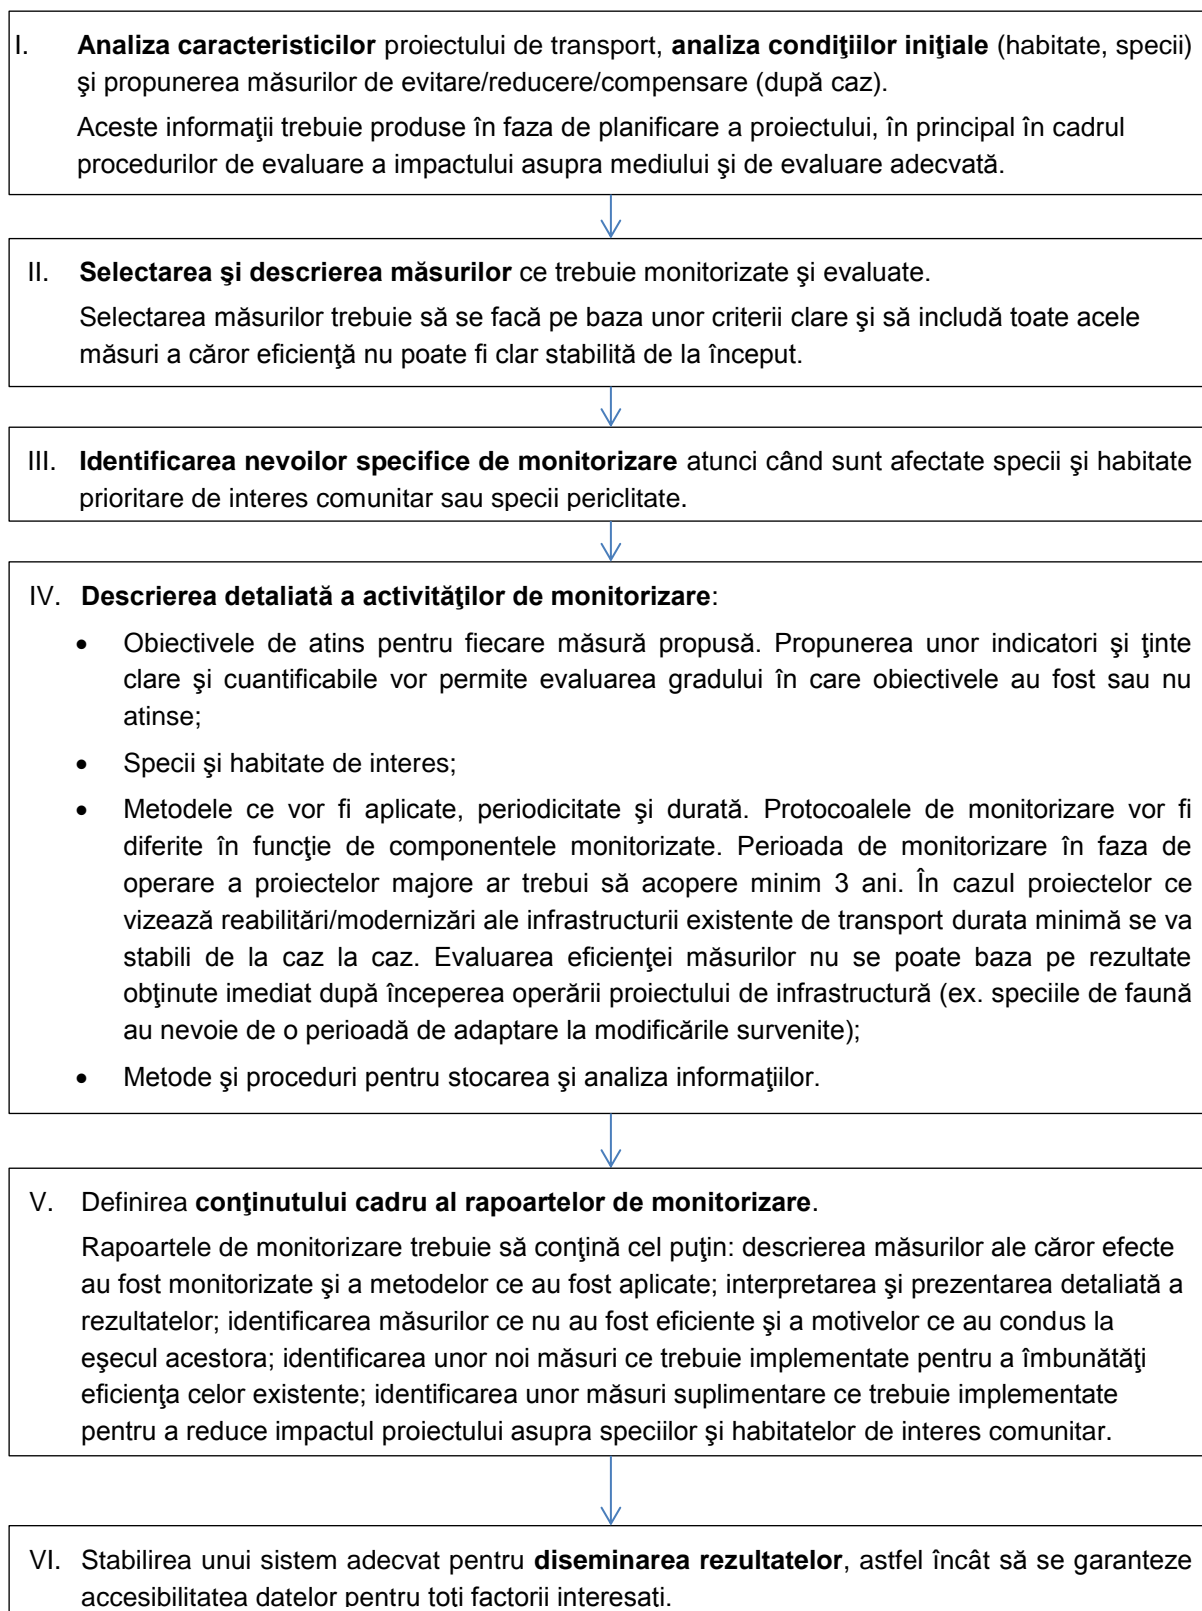 I. Analiza caracteristicilor proiectului de transport, analiza condiţiilor iniţiale (habitate, specii)
şi propunerea măsurilor de evitare/reducere/compensare (după caz).
Aceste informaţii trebuie produse în faza de planificare a proiectului, în principal în cadrul
procedurilor de evaluare a impactului asupra mediului şi de evaluare adecvată.
II. Selectarea şi descrierea măsurilor ce trebuie monitorizate şi evaluate.
Selectarea măsurilor trebuie să se facă pe baza unor criterii clare şi să includă toate acele
măsuri a căror eficienţă nu poate fi clar stabilită de la început.
III. Identificarea nevoilor specifice de monitorizare atunci când sunt afectate specii şi habitate
prioritare de interes comunitar sau specii periclitate.
IV. Descrierea detaliată a activităţilor de monitorizare:
• Obiectivele de atins pentru fiecare măsură propusă. Propunerea unor indicatori şi ţinte
clare şi cuantificabile vor permite evaluarea gradului în care obiectivele au fost sau nu
atinse;
• Specii şi habitate de interes;
• Metodele ce vor fi aplicate, periodicitate şi durată. Protocoalele de monitorizare vor fi
diferite în funcţie de componentele monitorizate. Perioada de monitorizare în faza de
operare a proiectelor majore ar trebui să acopere minim 3 ani. În cazul proiectelor ce
vizează reabilitări/modernizări ale infrastructurii existente de transport durata minimă se va
stabili de la caz la caz. Evaluarea eficienţei măsurilor nu se poate baza pe rezultate
obţinute imediat după începerea operării proiectului de infrastructură (ex. speciile de faună
au nevoie de o perioadă de adaptare la modificările survenite);
• Metode şi proceduri pentru stocarea şi analiza informaţiilor.
V. Definirea conţinutului cadru al rapoartelor de monitorizare.
Rapoartele de monitorizare trebuie să conţină cel puţin: descrierea măsurilor ale căror efecte
au fost monitorizate şi a metodelor ce au fost aplicate; interpretarea şi prezentarea detaliată a
rezultatelor; identificarea măsurilor ce nu au fost eficiente şi a motivelor ce au condus la
eşecul acestora; identificarea unor noi măsuri ce trebuie implementate pentru a îmbunătăţi
eficienţa celor existente; identificarea unor măsuri suplimentare ce trebuie implementate
pentru a reduce impactul proiectului asupra speciilor şi habitatelor de interes comunitar.
VI. Stabilirea unui sistem adecvat pentru diseminarea rezultatelor, astfel încât să se garanteze
accesibilitatea datelor pentru toţi factorii interesaţi.